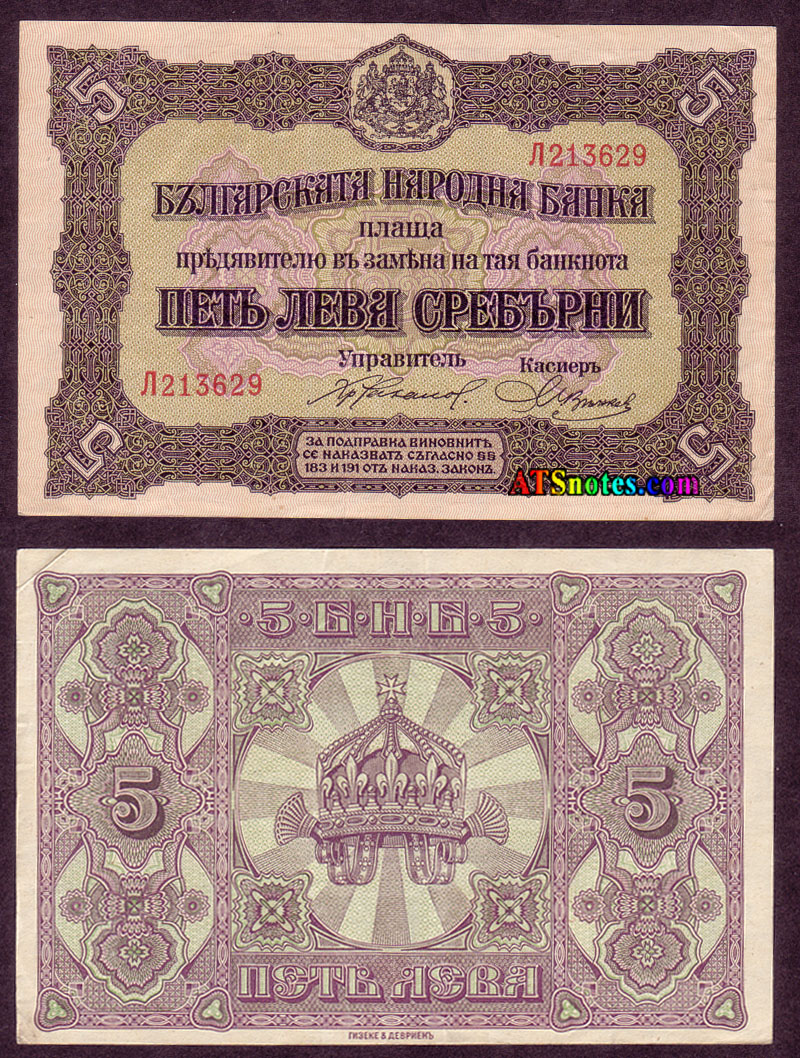 5 5
Л213629
БЪЛГАРСКАТА НАРОДНА БАНКА
плаща
прѣдявителю въ замѣна на тая банкнота
ПЕТЬ ЛЕВА СРЕБЪРНИ
Управитель Касиеръ
Л213629
ЗА ПОДПРАВКА ВИНОВНИТѢ
СЕ НАКАЗВАТЪ СЪГЛАСНО §§
183 И 191 ОТЪ НАКАЗ. ЗАКОНЪ.
5 5
ATSnotes.com
5 · Б · Н · Б · 5
5 5
ПЕТЬ ЛЕВА
ГИЗЕКЕ & ДЕВРИЕНЪ